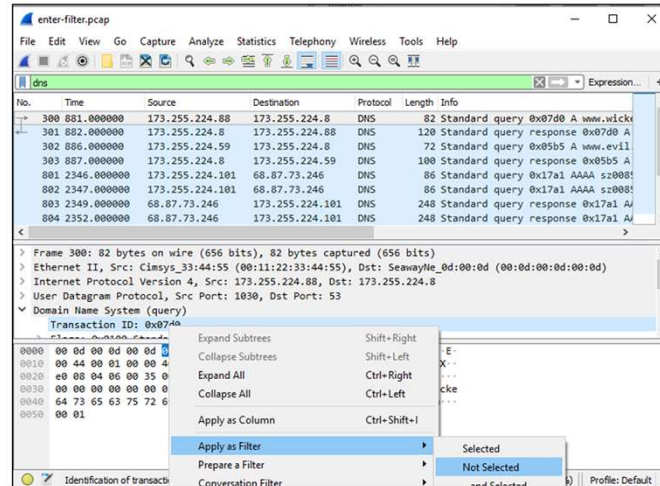 enter-filter.pcap
File Edit View Go Capture Analyze Statistics Telephony Wireless Tools Help
dns
Expression...
No. Time Source Destination Protocol Length Info
300 881.000000 173.255.224.88 173.255.224.8 DNS 82 Standard query 0x07d0 A www.wicke
301 882.000000 173.255.224.8 173.255.224.88 DNS 120 Standard query response 0x07d0 A
302 886.000000 173.255.224.59 173.255.224.8 DNS 72 Standard query 0x05b5 A www.evil
303 887.000000 173.255.224.8 173.255.224.59 DNS 100 Standard query response 0x05b5 A
801 2346.000000 173.255.224.101 68.87.73.246 DNS 86 Standard query 0x17a1 AAAA sz0085
802 2347.000000 173.255.224.101 68.87.73.246 DNS 86 Standard query 0x17a1 AAAA sz0085
803 2349.000000 68.87.73.246 173.255.224.101 DNS 248 Standard query response 0x17a1 AA
804 2352.000000 68.87.73.246 173.255.224.101 DNS 248 Standard query response 0x17a1 AA
Frame 300: 82 bytes on wire (656 bits), 82 bytes captured (656 bits)
Ethernet II, Src: Cimsys_33:44:55 (00:11:22:33:44:55), Dst: SeawayNe_0d:00:0d (00:0d:00:0d:00:0d)
Internet Protocol Version 4, Src: 173.255.224.88, Dst: 173.255.224.8
User Datagram Protocol, Src Port: 1030, Dst Port: 53
Domain Name System (query)
Transaction ID: 0x07d0
0000 00 0d 00 0d 00 0d ·E·
0010 00 44 00 01 00 00 X··
0020 e0 08 04 06 00 35
0030 00 00 00 00 00 00 cke
0040 64 73 65 63 75 72
0050 00 01
Expand Subtrees Shift+Right
Collapse Subtrees Shift+Left
Expand All Ctrl+Right
Collapse All Ctrl+Left
Apply as Column Ctrl+Shift+I
Apply as Filter
Prepare a Filter
Conversation Filter
Selected
Not Selected
...and Selected
Identification of transacti
Profile: Default